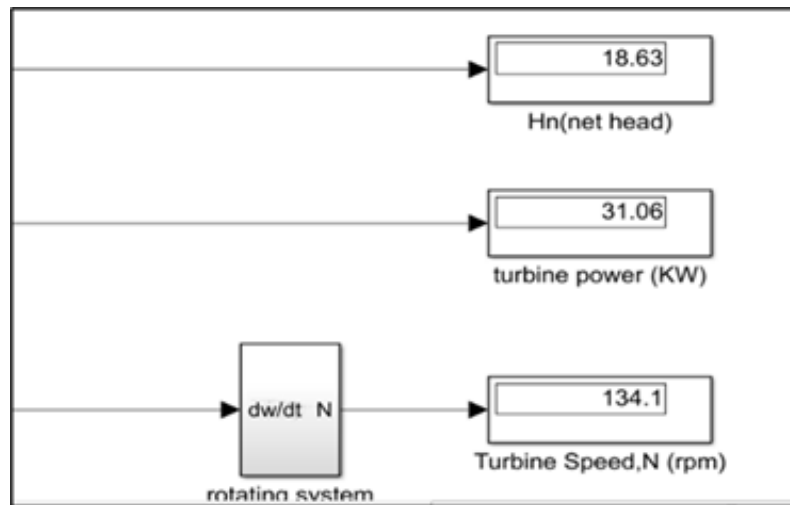 18.63
Hn(net head)
31.06
turbine power (KW)
dw/dt N
134.1
Turbine Speed,N (rpm)
rotating system